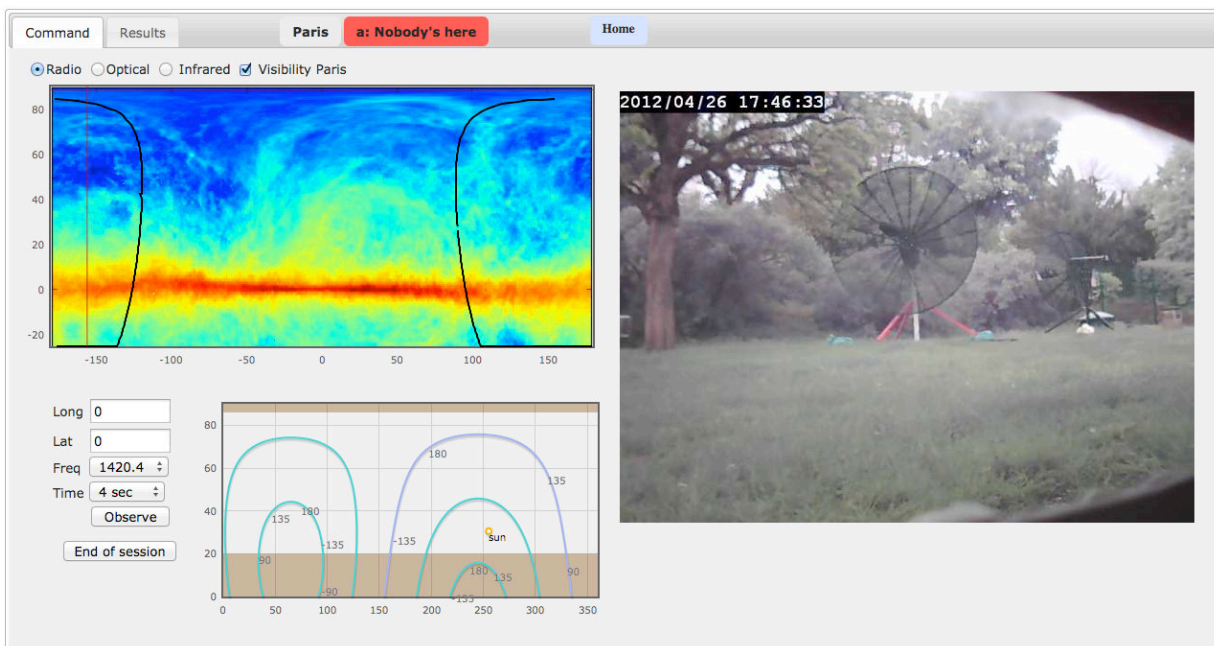 Command Results Paris a: Nobody's here Home
Radio Optical Infrared Visibility Paris
2012/04/26 17:46:33
80
60
40
20
0
-20
-150 -100 -50 0 50 100 150
Long 0
Lat 0
Freq 1420.4
Time 4 sec
Observe
End of session
80
60
40
20
0
180
135
135 180
-135 -135
sun
90 180 135 90
-90 -135
0 50 100 150 200 250 300 350